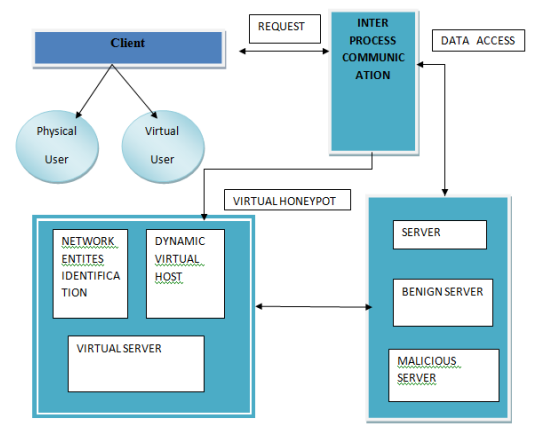 Client
REQUEST
INTER
PROCESS
COMMUNIC
ATION
DATA ACCESS
Physical
User
Virtual
User
VIRTUAL HONEYPOT
NETWORK
ENTITES
IDENTIFICA
TION
DYNAMIC
VIRTUAL
HOST
VIRTUAL SERVER
SERVER
BENIGN SERVER
MALICIOUS
SERVER